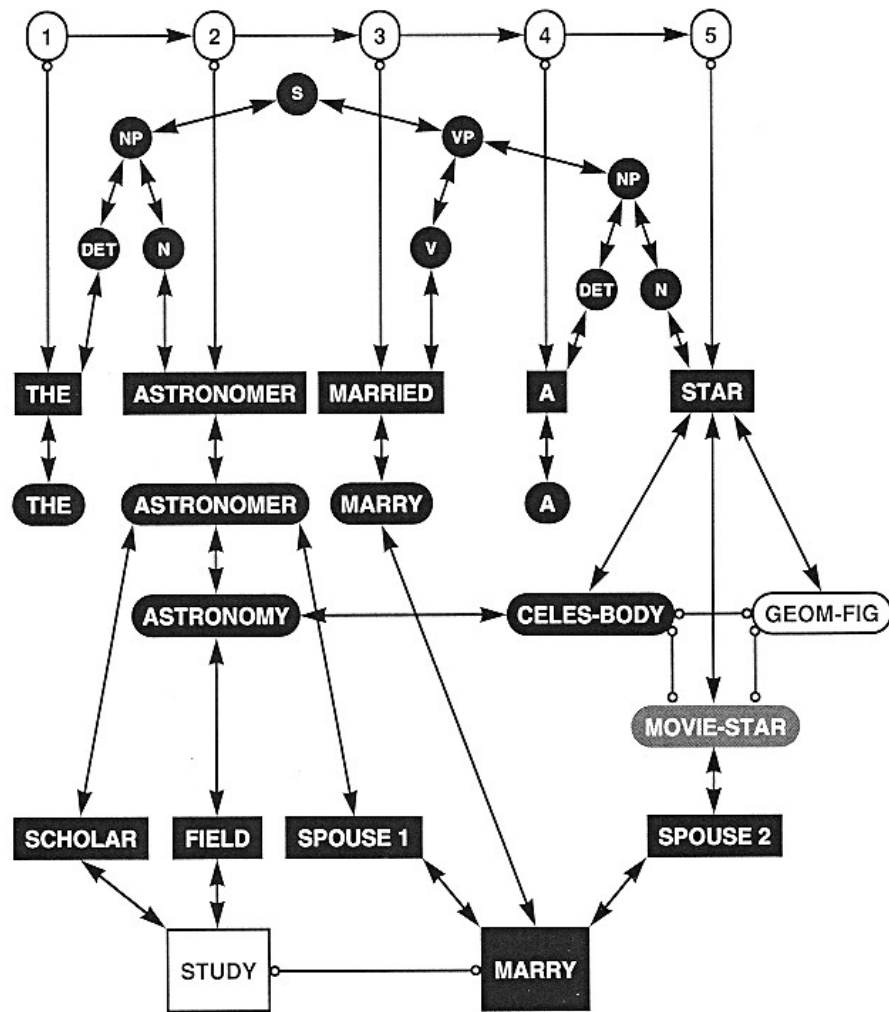 1 2 3 4 5
S
NP VP
NP
DET N V
DET N
THE ASTRONOMER MARRIED A STAR
THE ASTRONOMER MARRY A
ASTRONOMY CELES-BODY GEOM-FIG
MOVIE-STAR
SCHOLAR FIELD SPOUSE 1 SPOUSE 2
STUDY MARRY